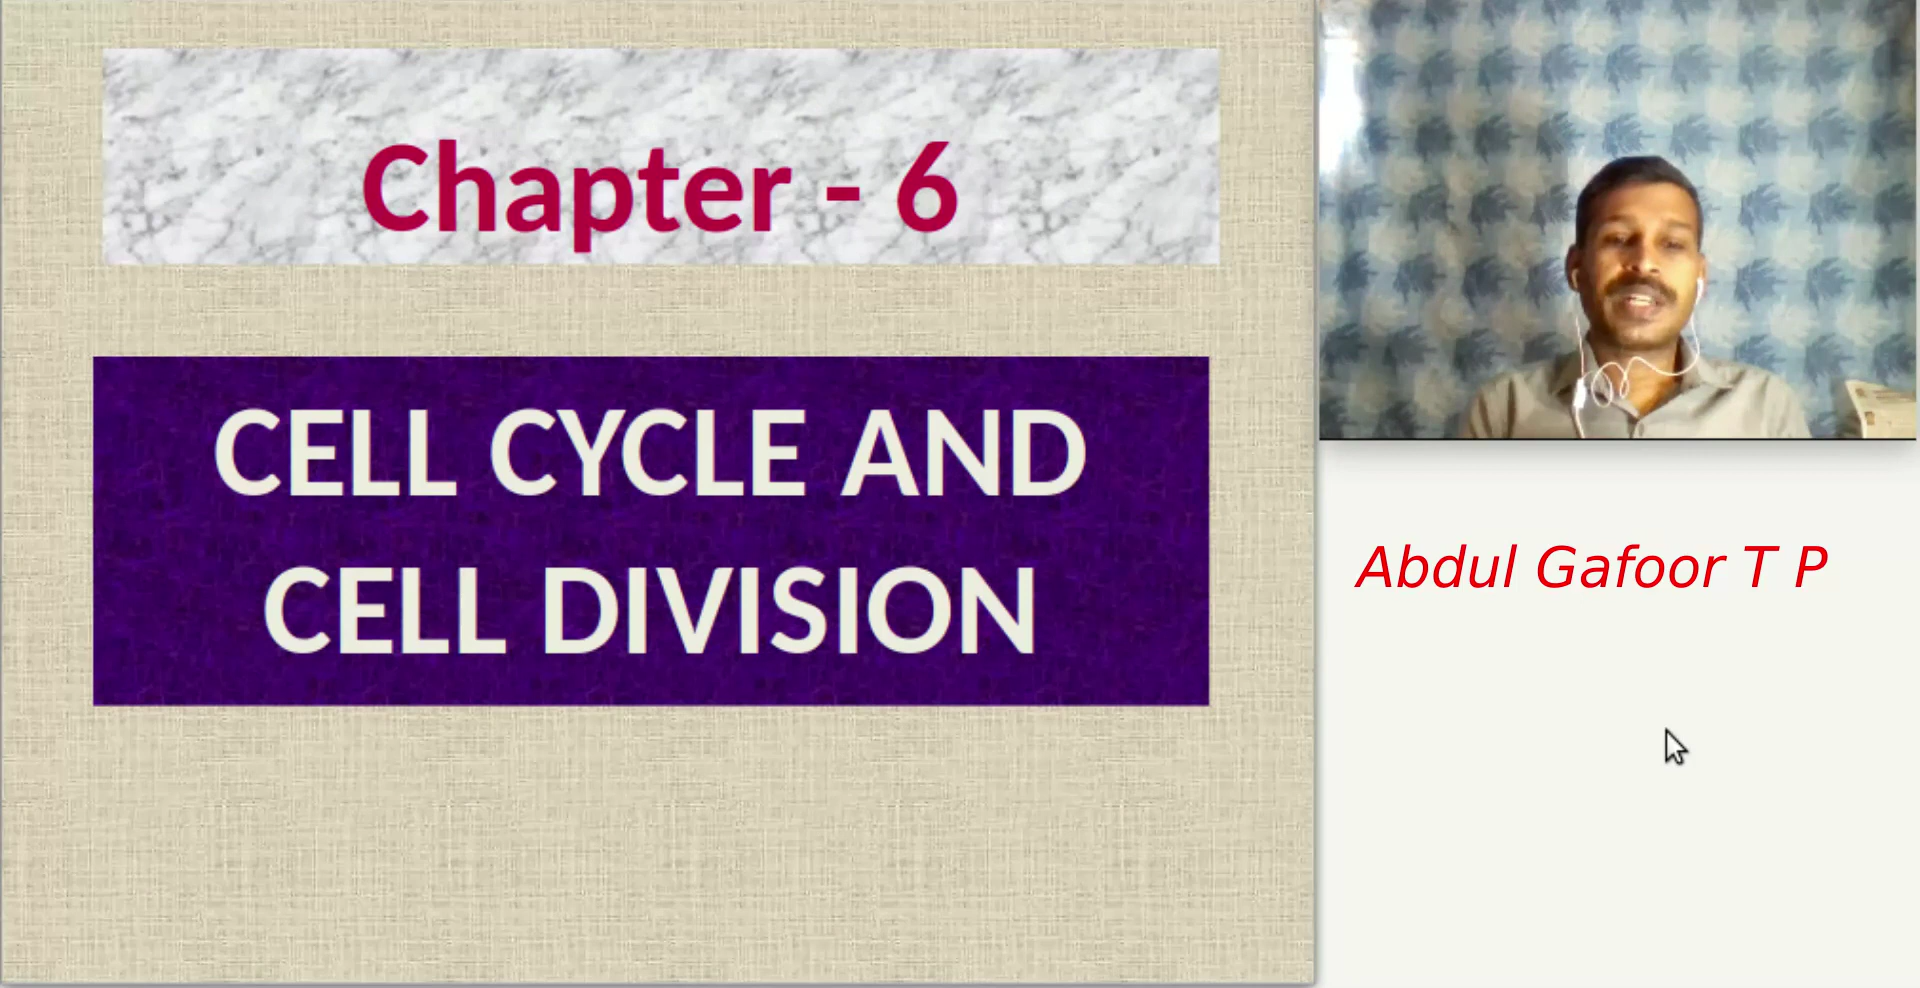 Chapter - 6
CELL CYCLE AND
CELL DIVISION
Abdul Gafoor T P